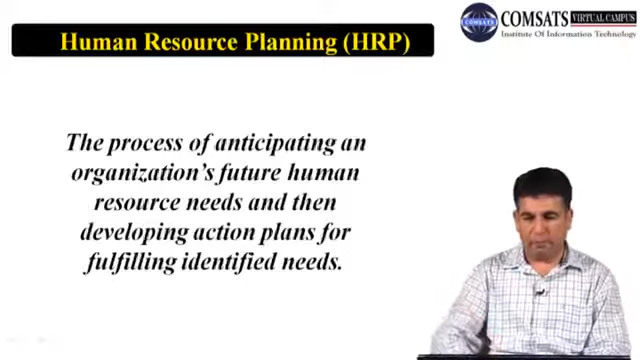 Human Resource Planning (HRP)
COMSATS VIRTUAL CAMPUS
Institute Of Information Technology
The process of anticipating an
organization's future human
resource needs and then
developing action plans for
fulfilling identified needs.